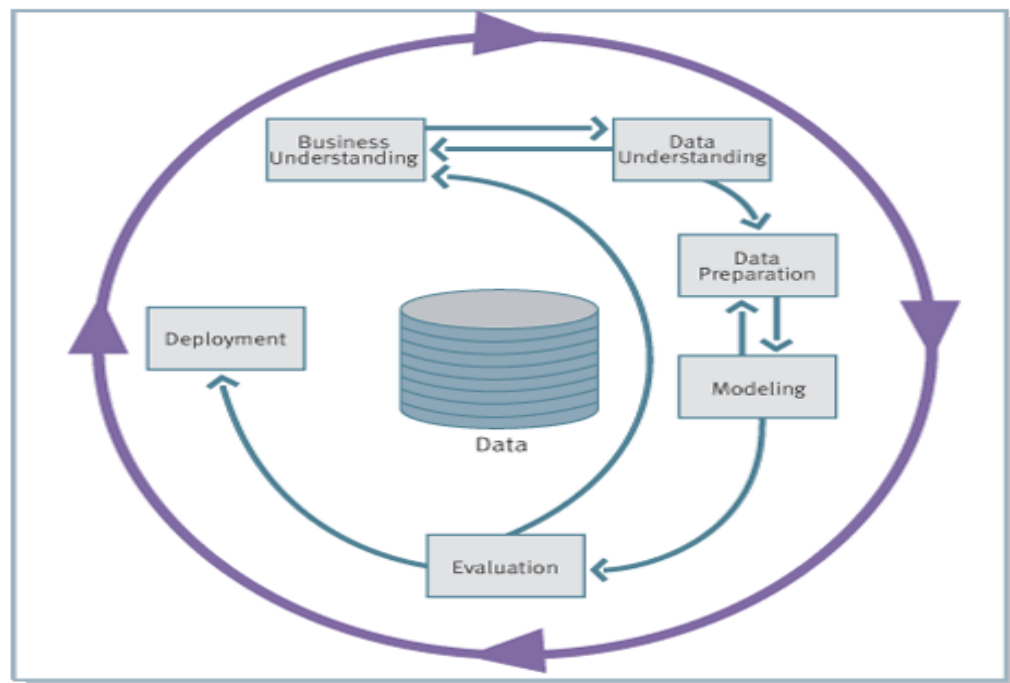 Business
Understanding
Data
Understanding
Data
Preparation
Deployment
Modeling
Data
Evaluation